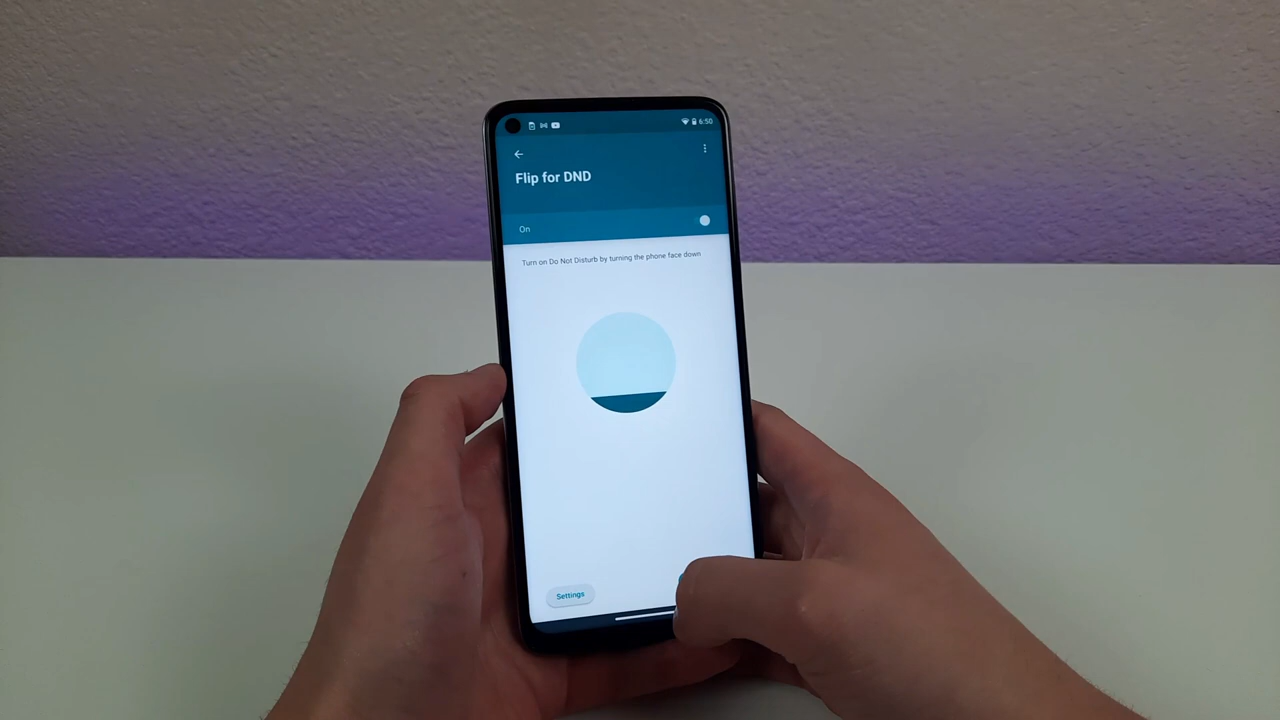 6:50
Flip for DND
On
Turn on Do Not Disturb by turning the phone face down
Settings